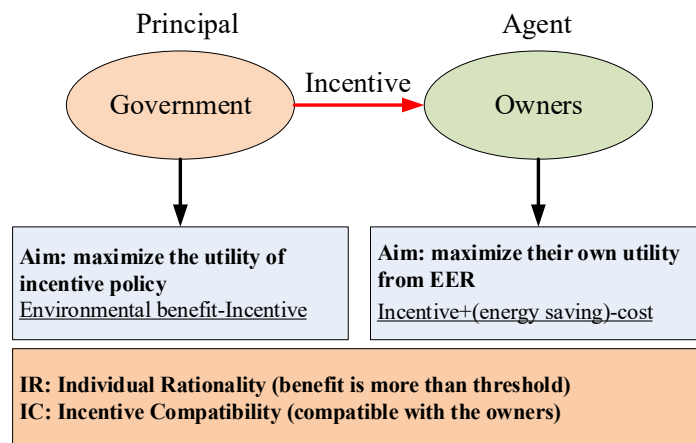 Principal
Agent
Incentive
Government
Owners
Aim: maximize the utility of
incentive policy
Environmental benefit-Incentive
Aim: maximize their own utility
from EER
Incentive+(energy saving)-cost
IR: Individual Rationality (benefit is more than threshold)
IC: Incentive Compatibility (compatible with the owners)